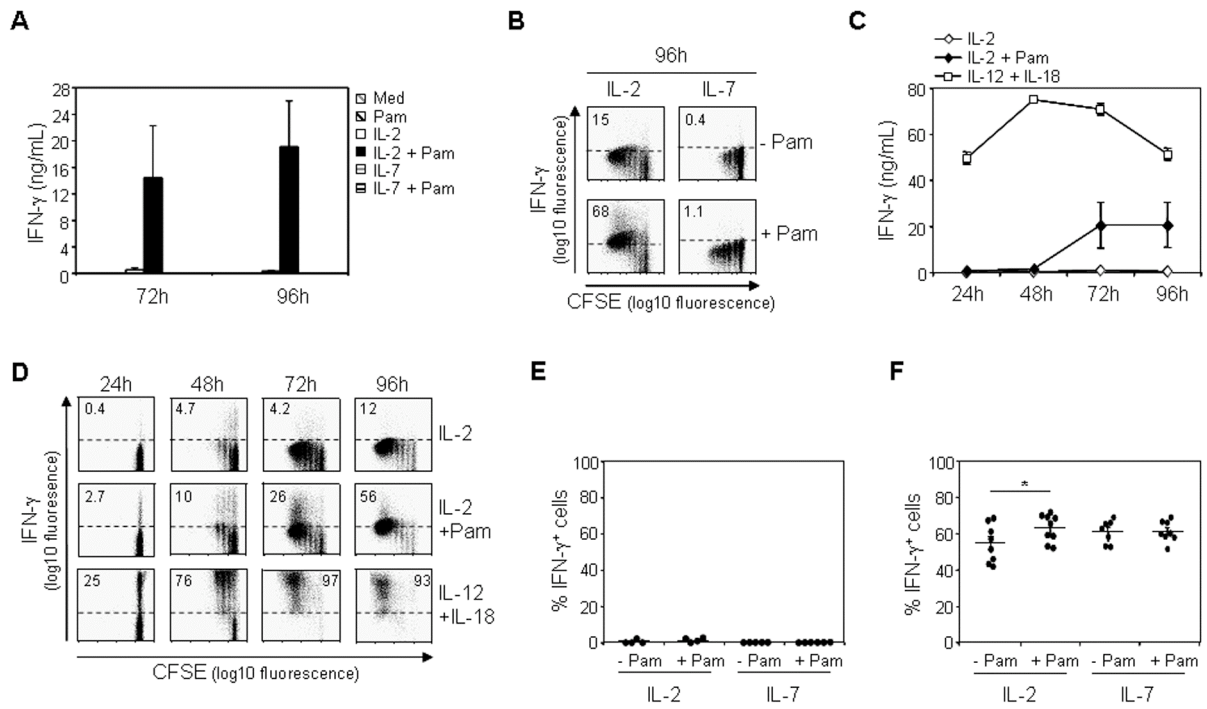 A
IFN-γ (ng/mL)
28
24
20
16
12
8
4
0
72h
96h
Med
Pam
IL-2
IL-2 + Pam
IL-7
IL-7 + Pam
B
96h
IL-2
IL-7
IFN-γ
(log10 fluorescence)
15
0.4
- Pam
68
1.1
+ Pam
CFSE (log10 fluorescence)
C
IL-2
IL-2 + Pam
IL-12 + IL-18
IFN-γ (ng/mL)
80
60
40
20
0
24h
48h
72h
96h
D
24h
48h
72h
96h
IFN-γ
(log10 fluoresence)
0.4
4.7
4.2
12
IL-2
2.7
10
26
56
IL-2
+Pam
25
76
97
93
IL-12
+IL-18
CFSE (log10 fluorescence)
E
% IFN-γ+ cells
100
80
60
40
20
0
- Pam
+ Pam
- Pam
+ Pam
IL-2
IL-7
F
% IFN-γ+ cells
100
80
60
40
20
0
*
- Pam
+ Pam
- Pam
+ Pam
IL-2
IL-7